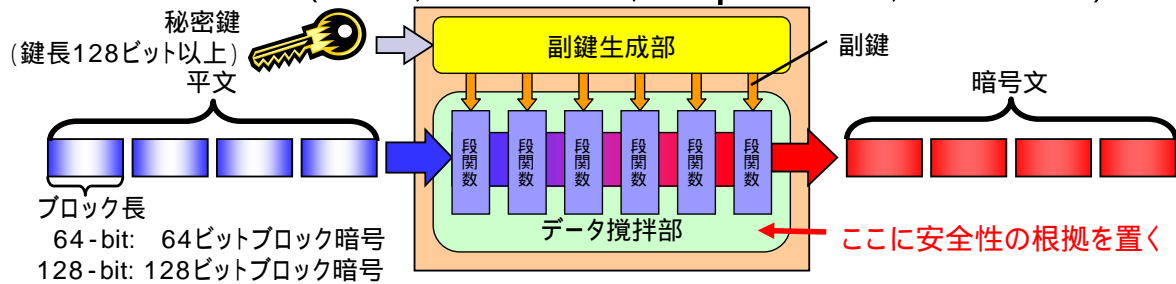 秘密鍵
(鍵長128ビット以上)
副鍵生成部
副鍵
平文
暗号文
段関数
段関数
段関数
段関数
段関数
段関数
データ撹拌部
ブロック長
64-bit: 64ビットブロック暗号
128-bit: 128ビットブロック暗号
ここに安全性の根拠を置く